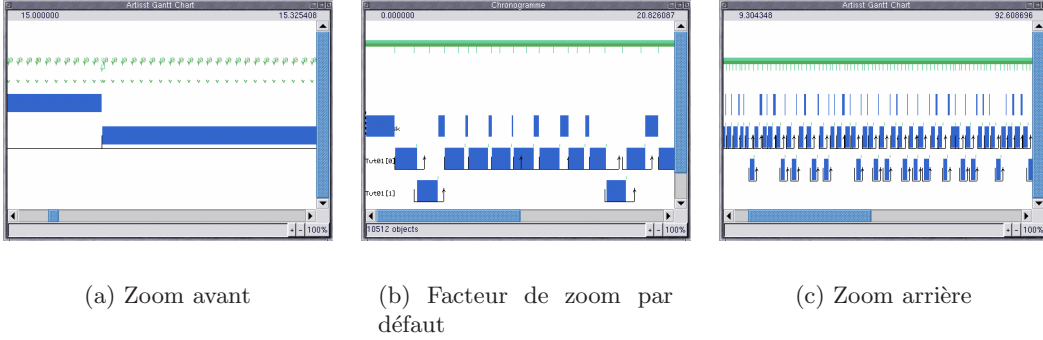 Artisst Gantt Chart
15.000000 15.325408
100%
(a) Zoom avant
Chronogramme
0.000000 20.826087
Tut01[0]
Tut01[1]
10512 objects
+ - 100%
(b) Facteur de zoom par
défaut
Artisst Gantt Chart
9.304348 92.608696
+ - 100%
(c) Zoom arrière